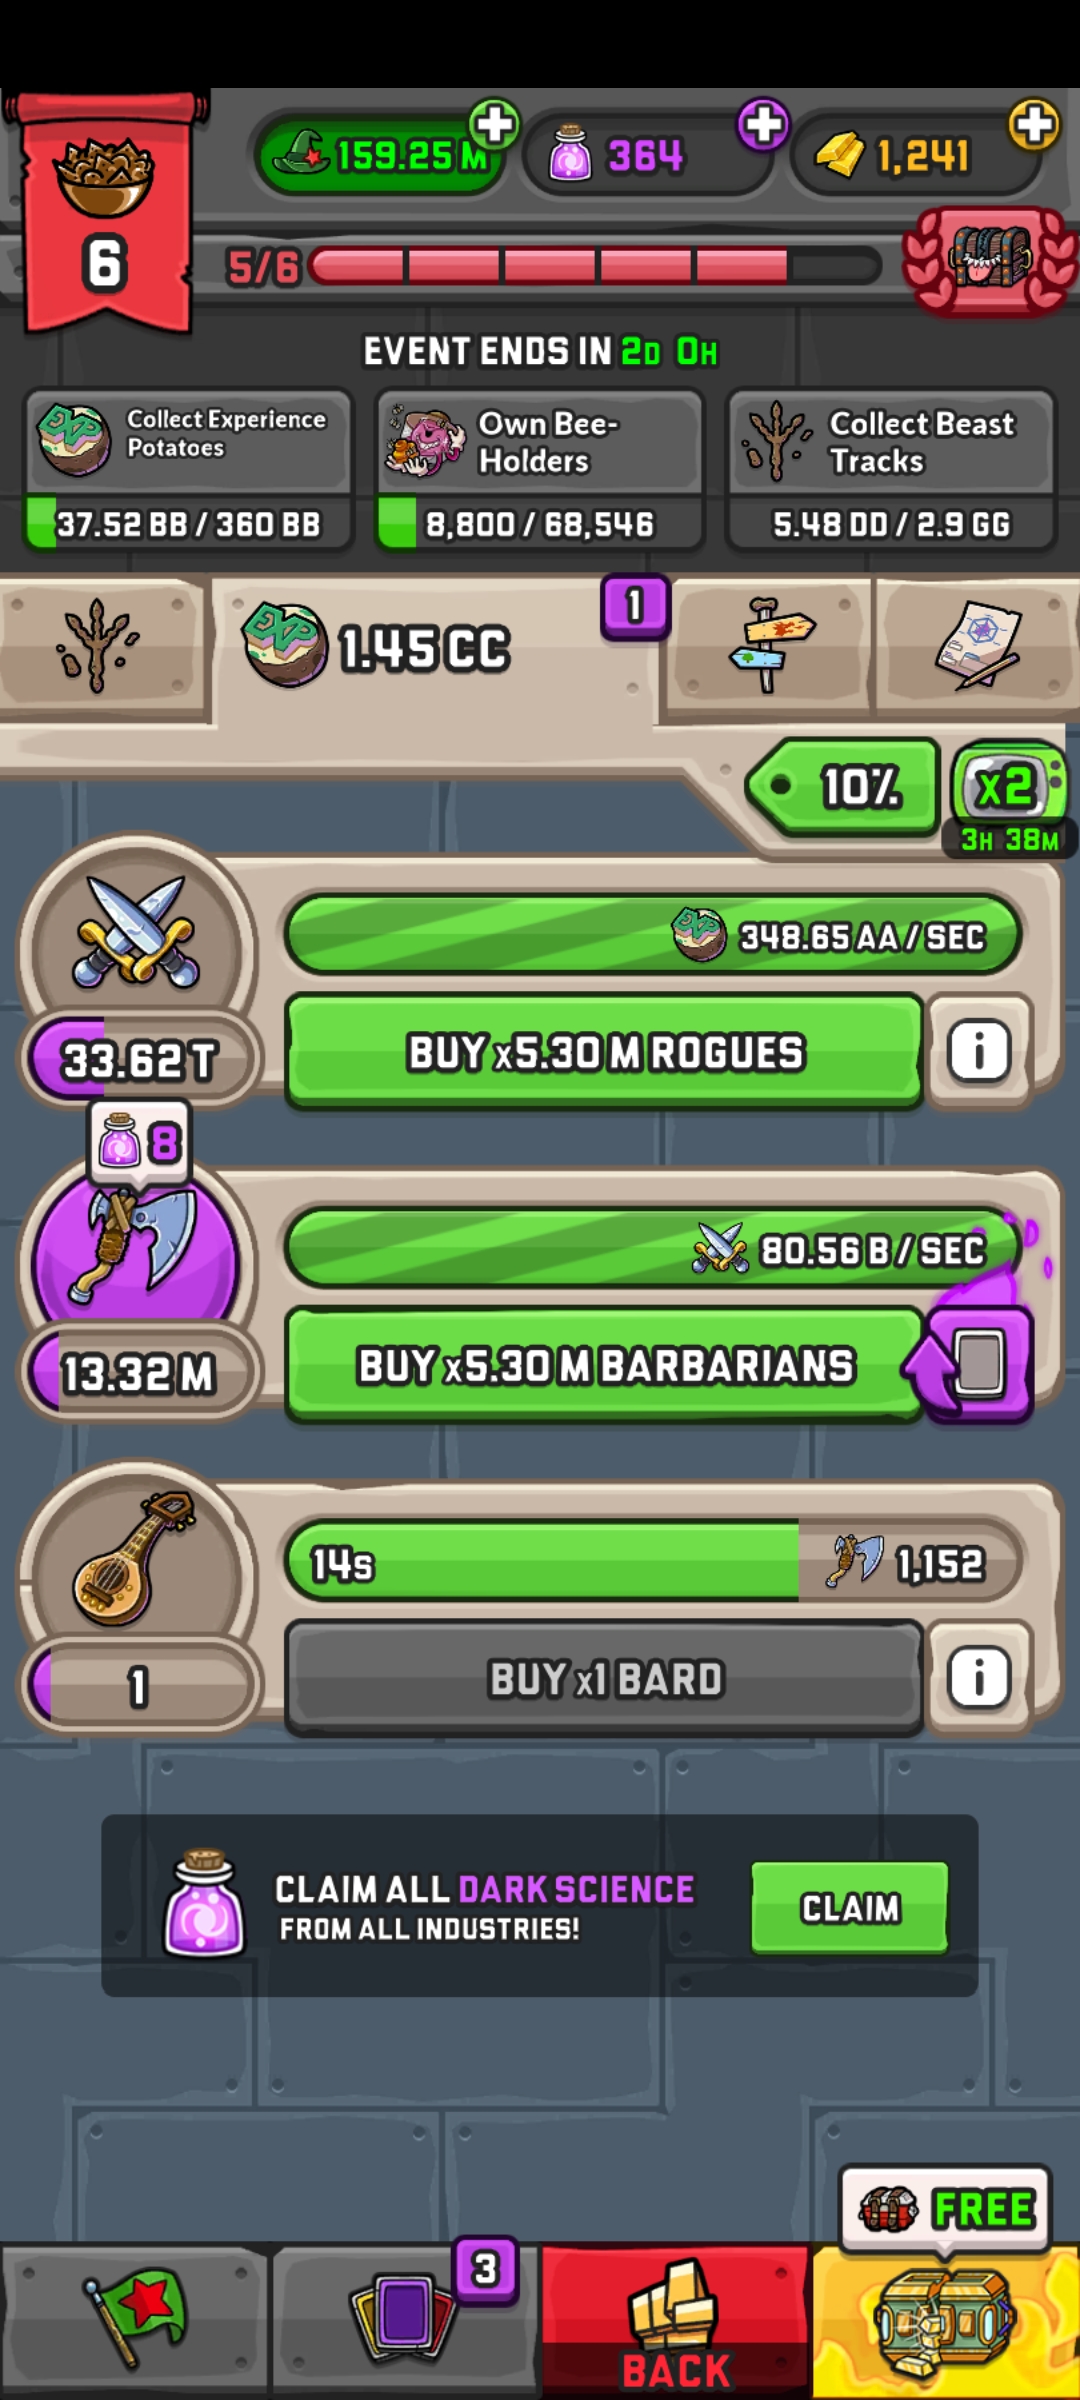 159.25 M
364
1,241
6
5/6
EVENT ENDS IN 2D 0H
Collect Experience
Potatoes
37.52 BB / 360 BB
Own Bee-
Holders
8,800 / 68,546
Collect Beast
Tracks
5.48 DD / 2.9 GG
EXP
1.45 CC
1
10%
x2
3H 38M
348.65 AA / SEC
33.62 T
BUY x5.30 M ROGUES
i
8
80.56 B / SEC
13.32 M
BUY x5.30 M BARBARIANS
14s
1,152
1
BUY x1 BARD
i
CLAIM ALL DARK SCIENCE
FROM ALL INDUSTRIES!
CLAIM
FREE
3
BACK